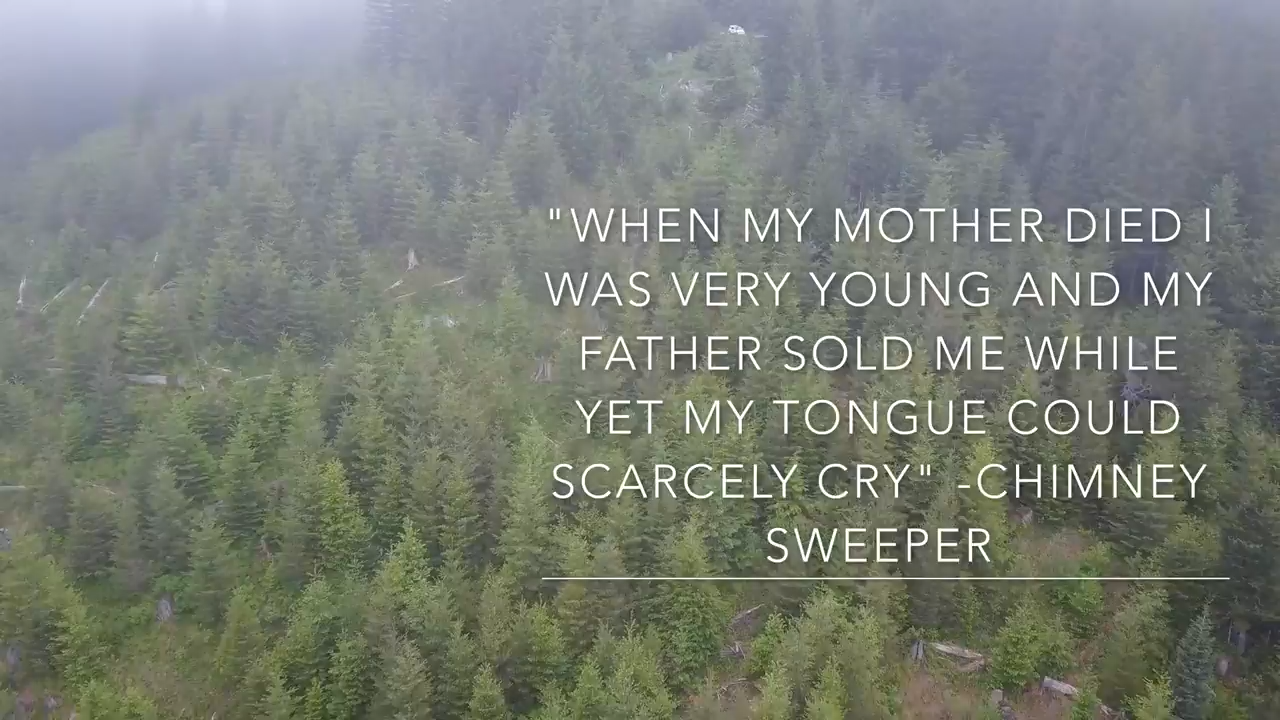 "WHEN MY MOTHER DIED I
WAS VERY YOUNG AND MY
FATHER SOLD ME WHILE
YET MY TONGUE COULD
SCARCELY CRY" -CHIMNEY
SWEEPER